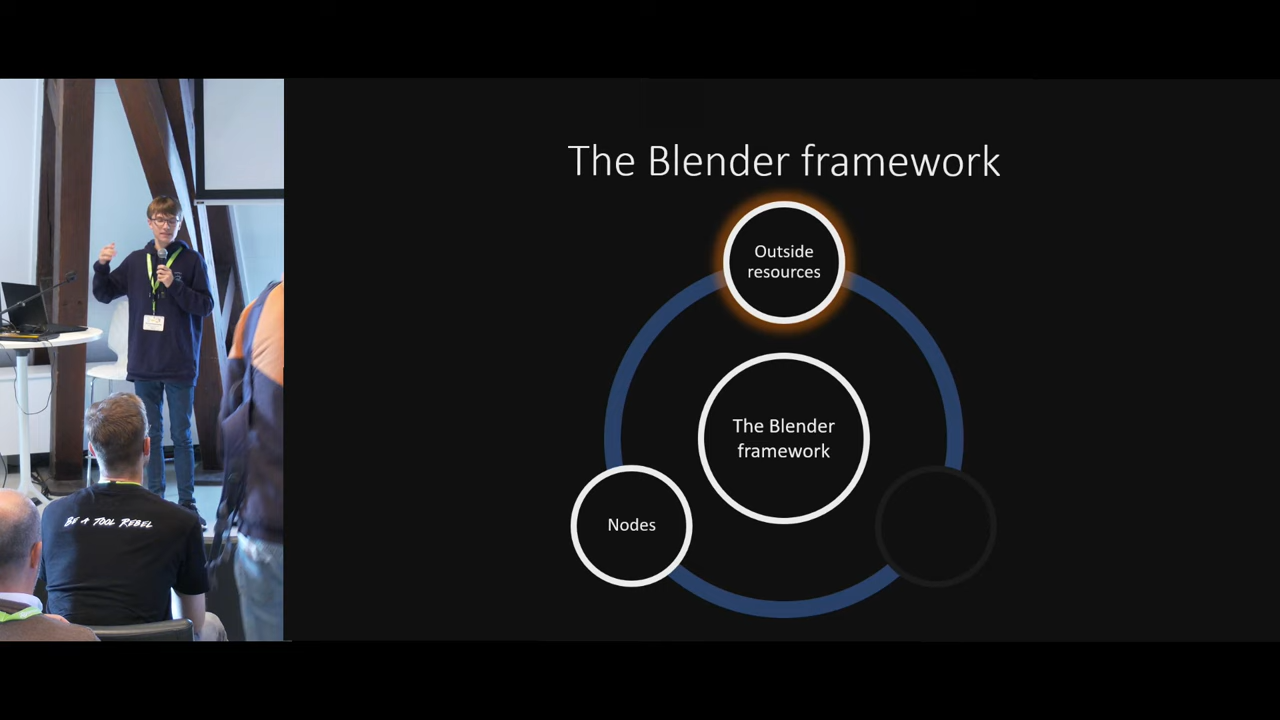 The Blender framework
Outside
resources
The Blender
framework
Nodes
BE A TOOL REBEL